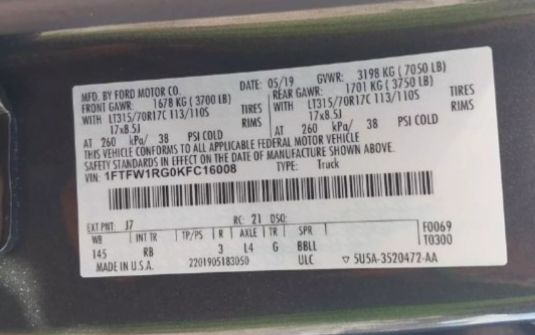 MFD. BY FORD MOTOR CO. DATE: 05/19 GVWR: 3198 KG (7050 LB)
FRONT GAWR: 1678 KG (3700 LB) REAR GAWR: 1701 KG (3750 LB)
WITH LT315/70R17C 113/110S TIRES WITH LT315/70R17C 113/110S TIRES
17x8.5J RIMS 17x8.5J RIMS
AT 260 kPa/ 38 PSI COLD AT 260 kPa/ 38 PSI COLD
THIS VEHICLE CONFORMS TO ALL APPLICABLE FEDERAL MOTOR VEHICLE
SAFETY STANDARDS IN EFFECT ON THE DATE OF MANUFACTURE SHOWN ABOVE.
VIN: 1FTFW1RG0KFC16008 TYPE: Truck
EXT PNT: J7 RC: 21 DSO:
WB INT TR TP/PS R AXLE TR SPR F0069
145 RB 3 L4 G BBLL T0300
MADE IN U.S.A. 2201905183050 ULC ▽ 5U5A-3520472-AA